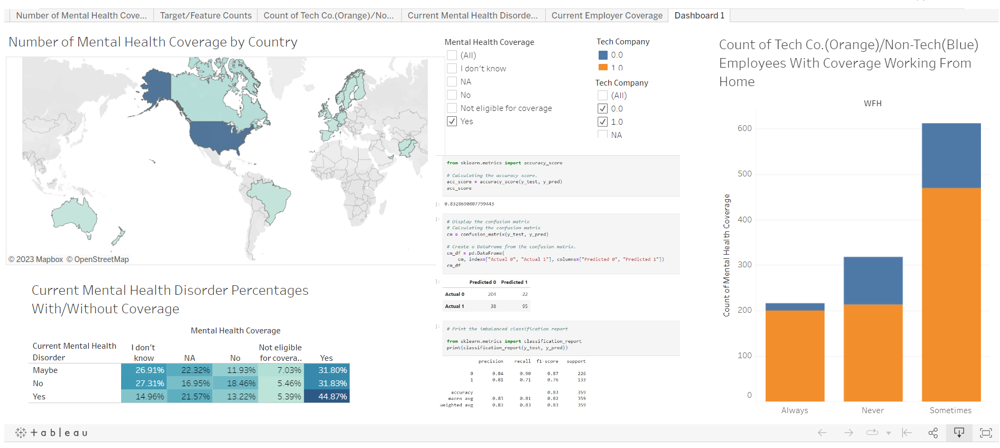 Number of Mental Health Cove...
Target/Feature Counts
Count of Tech Co.(Orange)/No...
Current Mental Health Disorde...
Current Employer Coverage
Dashboard 1
Number of Mental Health Coverage by Country
© 2023 Mapbox © OpenStreetMap
Mental Health Coverage
(All)
I don't know
NA
No
Not eligible for coverage
Yes
Tech Company
0.0
1.0
Tech Company
(All)
0.0
1.0
NA
from sklearn.metrics import accuracy_score
# Calculating the accuracy score.
acc_score = accuracy_score(y_test, y_pred)
acc_score
]: 0.8328690807799443
]: # Display the confusion matrix
# Calculating the confusion matrix
cm = confusion_matrix(y_test, y_pred)
# Create a DataFrame from the confusion matrix.
cm_df = pd.DataFrame(
cm, index=["Actual 0", "Actual 1"], columns=["Predicted 0", "Predicted 1"])
cm_df
]: Predicted 0 Predicted 1
Actual 0 204 22
Actual 1 38 95
]: # Print the imbalanced classification report
from sklearn.metrics import classification_report
print(classification_report(y_test, y_pred))
precision recall f1-score support
0 0.84 0.90 0.87 226
1 0.81 0.71 0.76 133
accuracy 0.83 359
macro avg 0.83 0.81 0.82 359
weighted avg 0.83 0.83 0.83 359
Current Mental Health Disorder Percentages
With/Without Coverage
Mental Health Coverage
Current Mental Health
Disorder
I don't
know
NA
No
Not eligible
for covera..
Yes
Maybe 26.91% 22.32% 11.93% 7.03% 31.80%
No 27.31% 16.95% 18.46% 5.46% 31.83%
Yes 14.96% 21.57% 13.22% 5.39% 44.87%
Count of Tech Co.(Orange)/Non-Tech(Blue)
Employees With Coverage Working From
Home
WFH
Count of Mental Health Coverage
600
500
400
300
200
100
0
Always
Never
Sometimes
+ableau